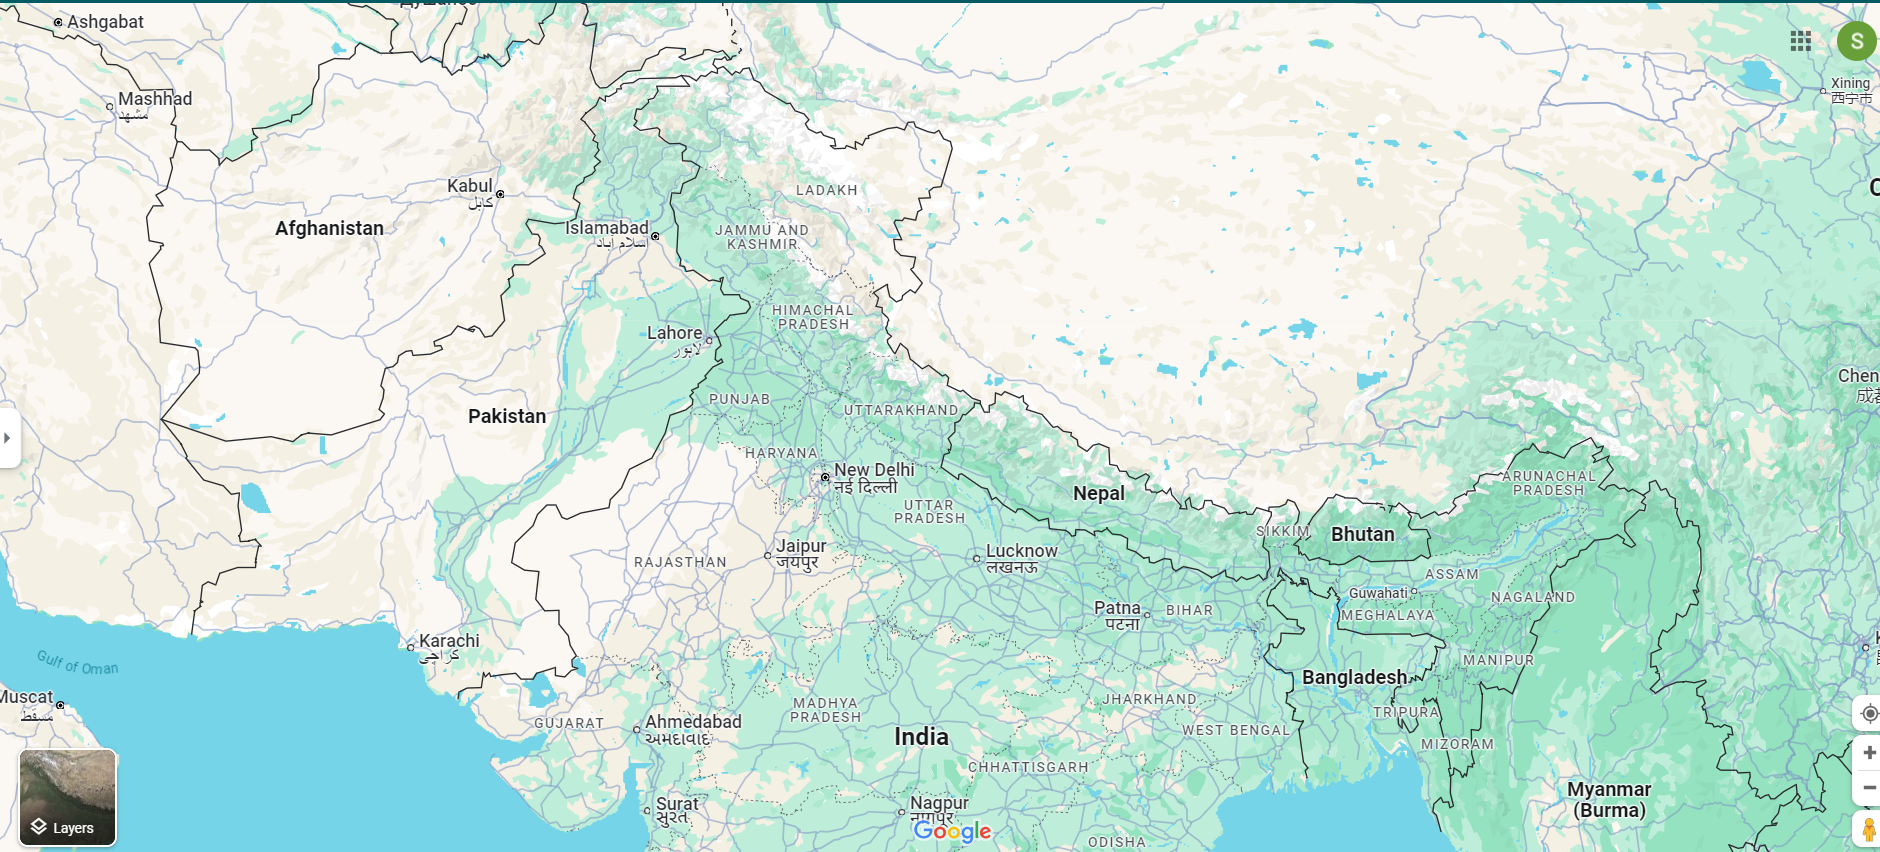 Ashgabat
Mashhad
مشهد
Xining
西宁市
Kabul
کابل
Afghanistan
Islamabad
اسلام آباد
LADAKH
JAMMU AND
KASHMIR
HIMACHAL
PRADESH
Lahore
لاہور
PUNJAB
Pakistan
UTTARAKHAND
HARYANA
New Delhi
नई दिल्ली
Nepal
ARUNACHAL
PRADESH
UTTAR
PRADESH
SIKKIM
Bhutan
RAJASTHAN
Jaipur
जयपुर
Lucknow
लखनऊ
ASSAM
Guwahati
NAGALAND
Patna
पटना
BIHAR
MEGHALAYA
Karachi
کراچی
Gulf of Oman
MANIPUR
Bangladesh
Muscat
مسقط
MADHYA
PRADESH
JHARKHAND
TRIPURA
GUJARAT
Ahmedabad
અમદાવાદ
India
WEST BENGAL
MIZORAM
CHHATTISGARH
Myanmar
(Burma)
Surat
સુરત
Nagpur
नागपूर
Google
ODISHA
Layers
S
Chen